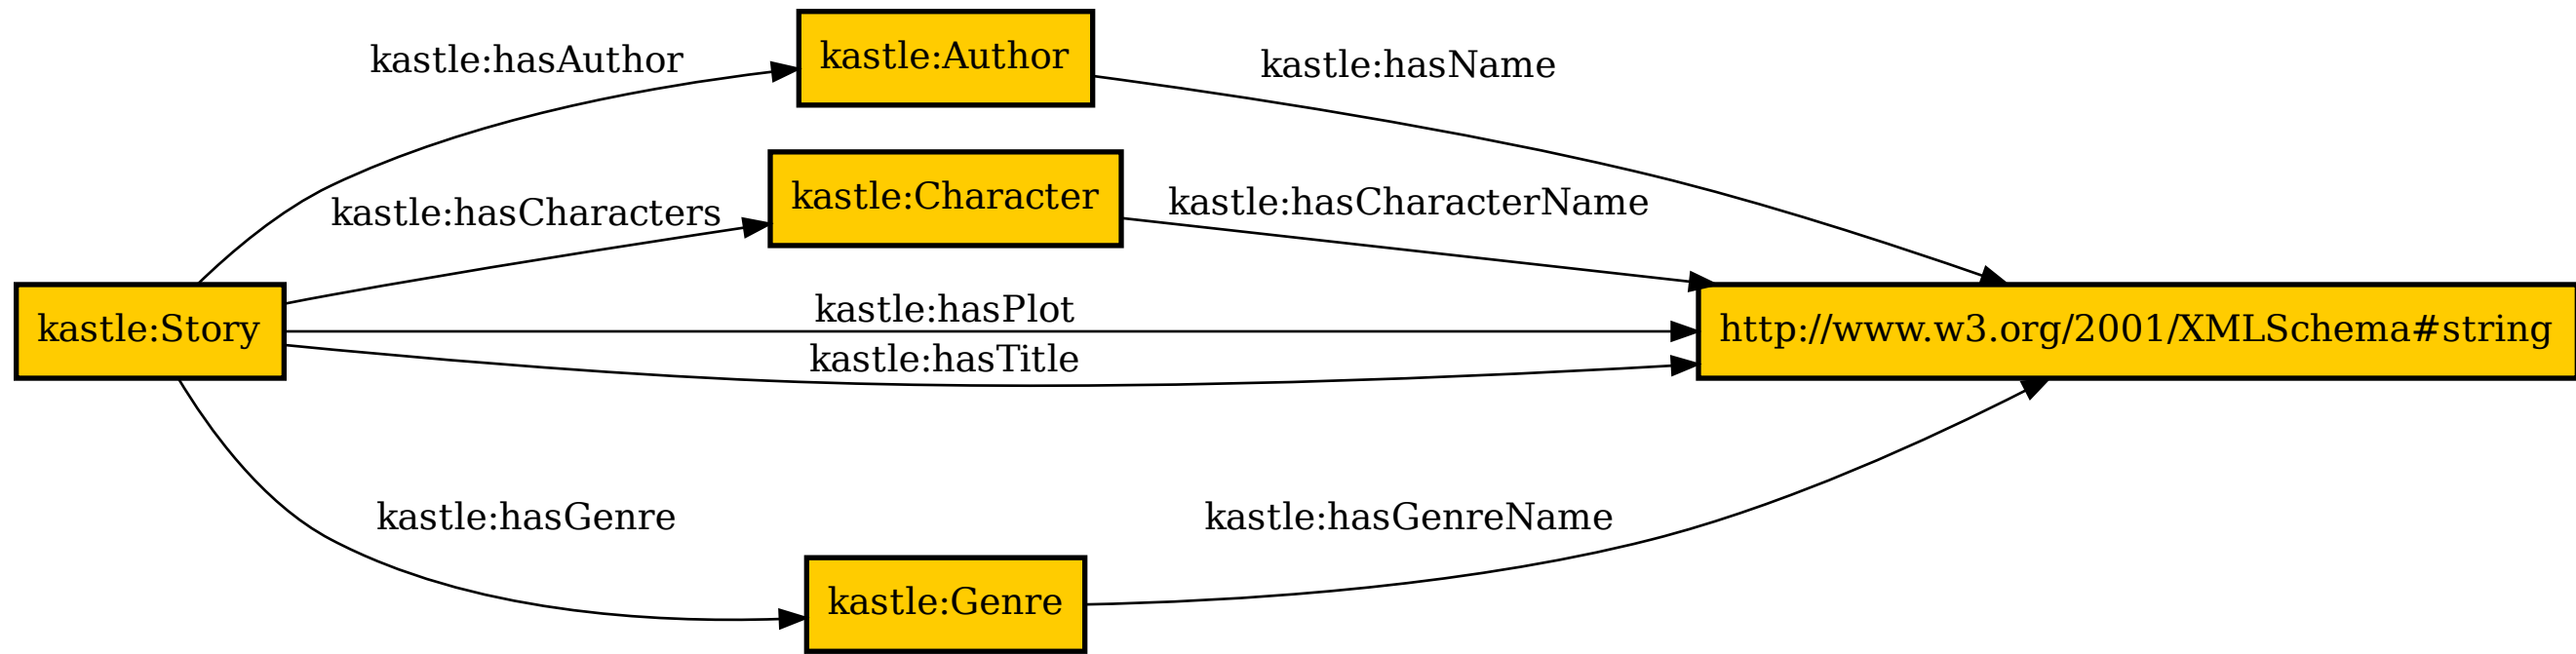 kastle:hasAuthor
kastle:Author
kastle:hasName
kastle:hasCharacters
kastle:Character
kastle:hasCharacterName
kastle:Story
kastle:hasPlot
kastle:hasTitle
http://www.w3.org/2001/XMLSchema#string
kastle:hasGenre
kastle:Genre
kastle:hasGenreName